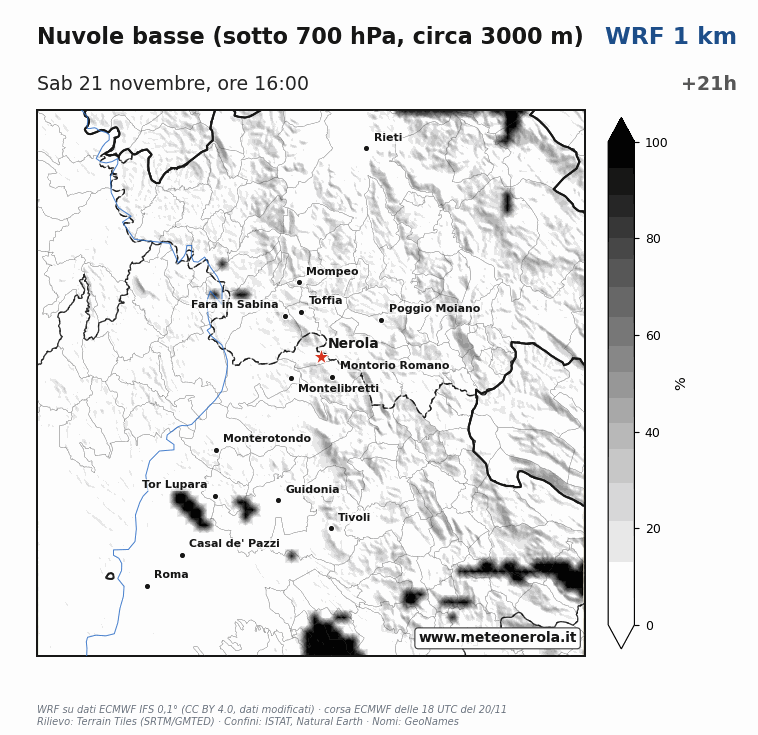 Nuvole basse (sotto 700 hPa, circa 3000 m) WRF 1 km
Sab 21 novembre, ore 16:00 +21h
Rieti
100
80
Mompeo
Fara in Sabina Toffia
Poggio Moiano
60
Nerola
Montorio Romano
Montelibretti
%
Monterotondo
40
Tor Lupara
Guidonia
Tivoli
20
Casal de' Pazzi
Roma
0
www.meteonerola.it
WRF su dati ECMWF IFS 0,1° (CC BY 4.0, dati modificati) · corsa ECMWF delle 18 UTC del 20/11
Rilievo: Terrain Tiles (SRTM/GMTED) · Confini: ISTAT, Natural Earth · Nomi: GeoNames